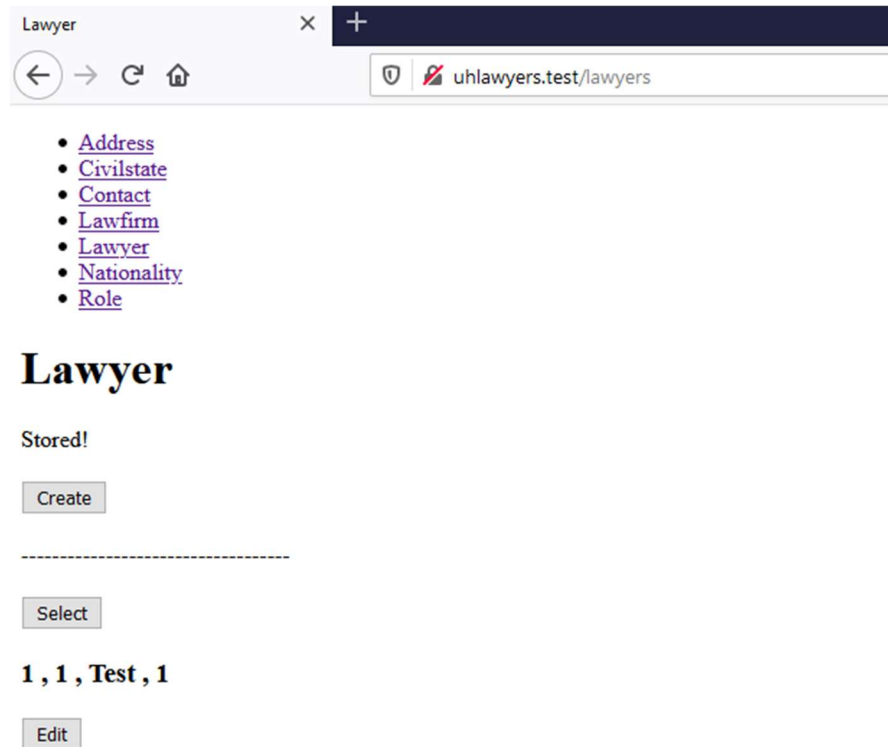 Lawyer
uhlawyers.test/lawyers
Address
Civilstate
Contact
Lawfirm
Lawyer
Nationality
Role
Lawyer
Stored!
Create
-----------------------------------
Select
1 , 1 , Test , 1
Edit